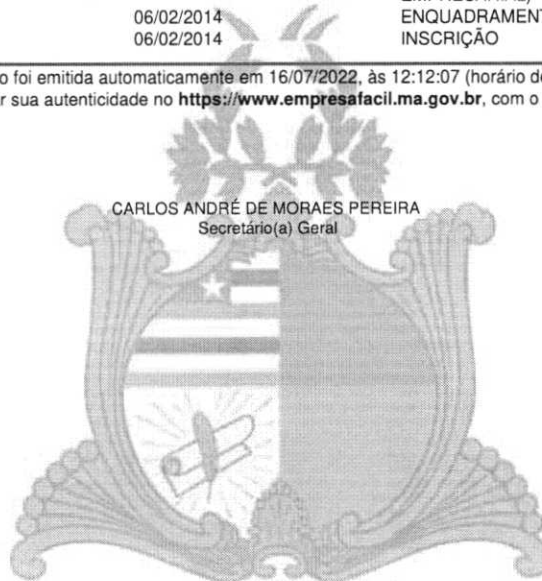 06/02/2014 ENQUADRAMENT
06/02/2014 INSCRIÇÃO
o foi emitida automaticamente em 16/07/2022, às 12:12:07 (horário de
r sua autenticidade no https://www.empresafacil.ma.gov.br, com o
CARLOS ANDRÉ DE MORAES PEREIRA
Secretário(a) Geral